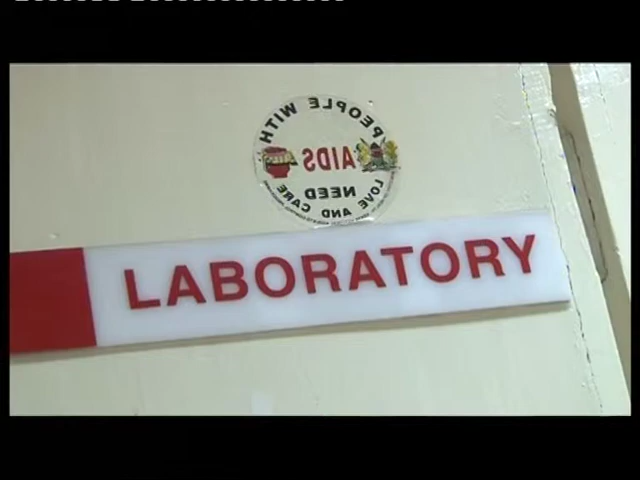 PEOPLE WITH
AIDS
NEED
LOVE AND CARE
LABORATORY